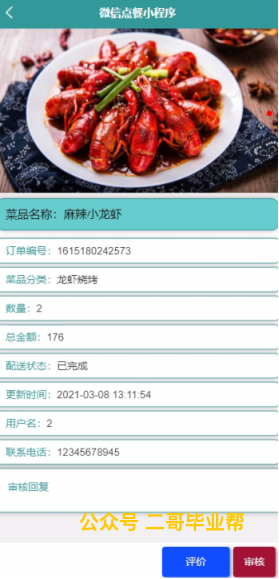 微信点餐小程序
菜品名称：麻辣小龙虾
订单编号：1615180242573
菜品分类：龙虾烧烤
数量：2
总金额：176
配送状态：已完成
更新时间：2021-03-08 13:11:54
用户名：2
联系电话：12345678945
审核回复
公众号 二哥毕业帮
评价
审核